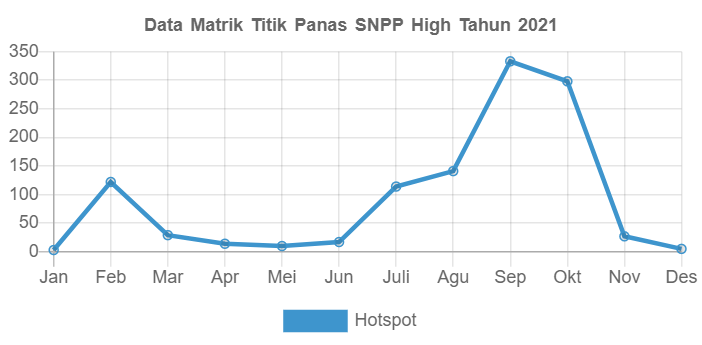 Data Matrik Titik Panas SNPP High Tahun 2021
350
300
250
200
150
100
50
0
Jan Feb Mar Apr Mei Jun Juli Agu Sep Okt Nov Des
Hotspot